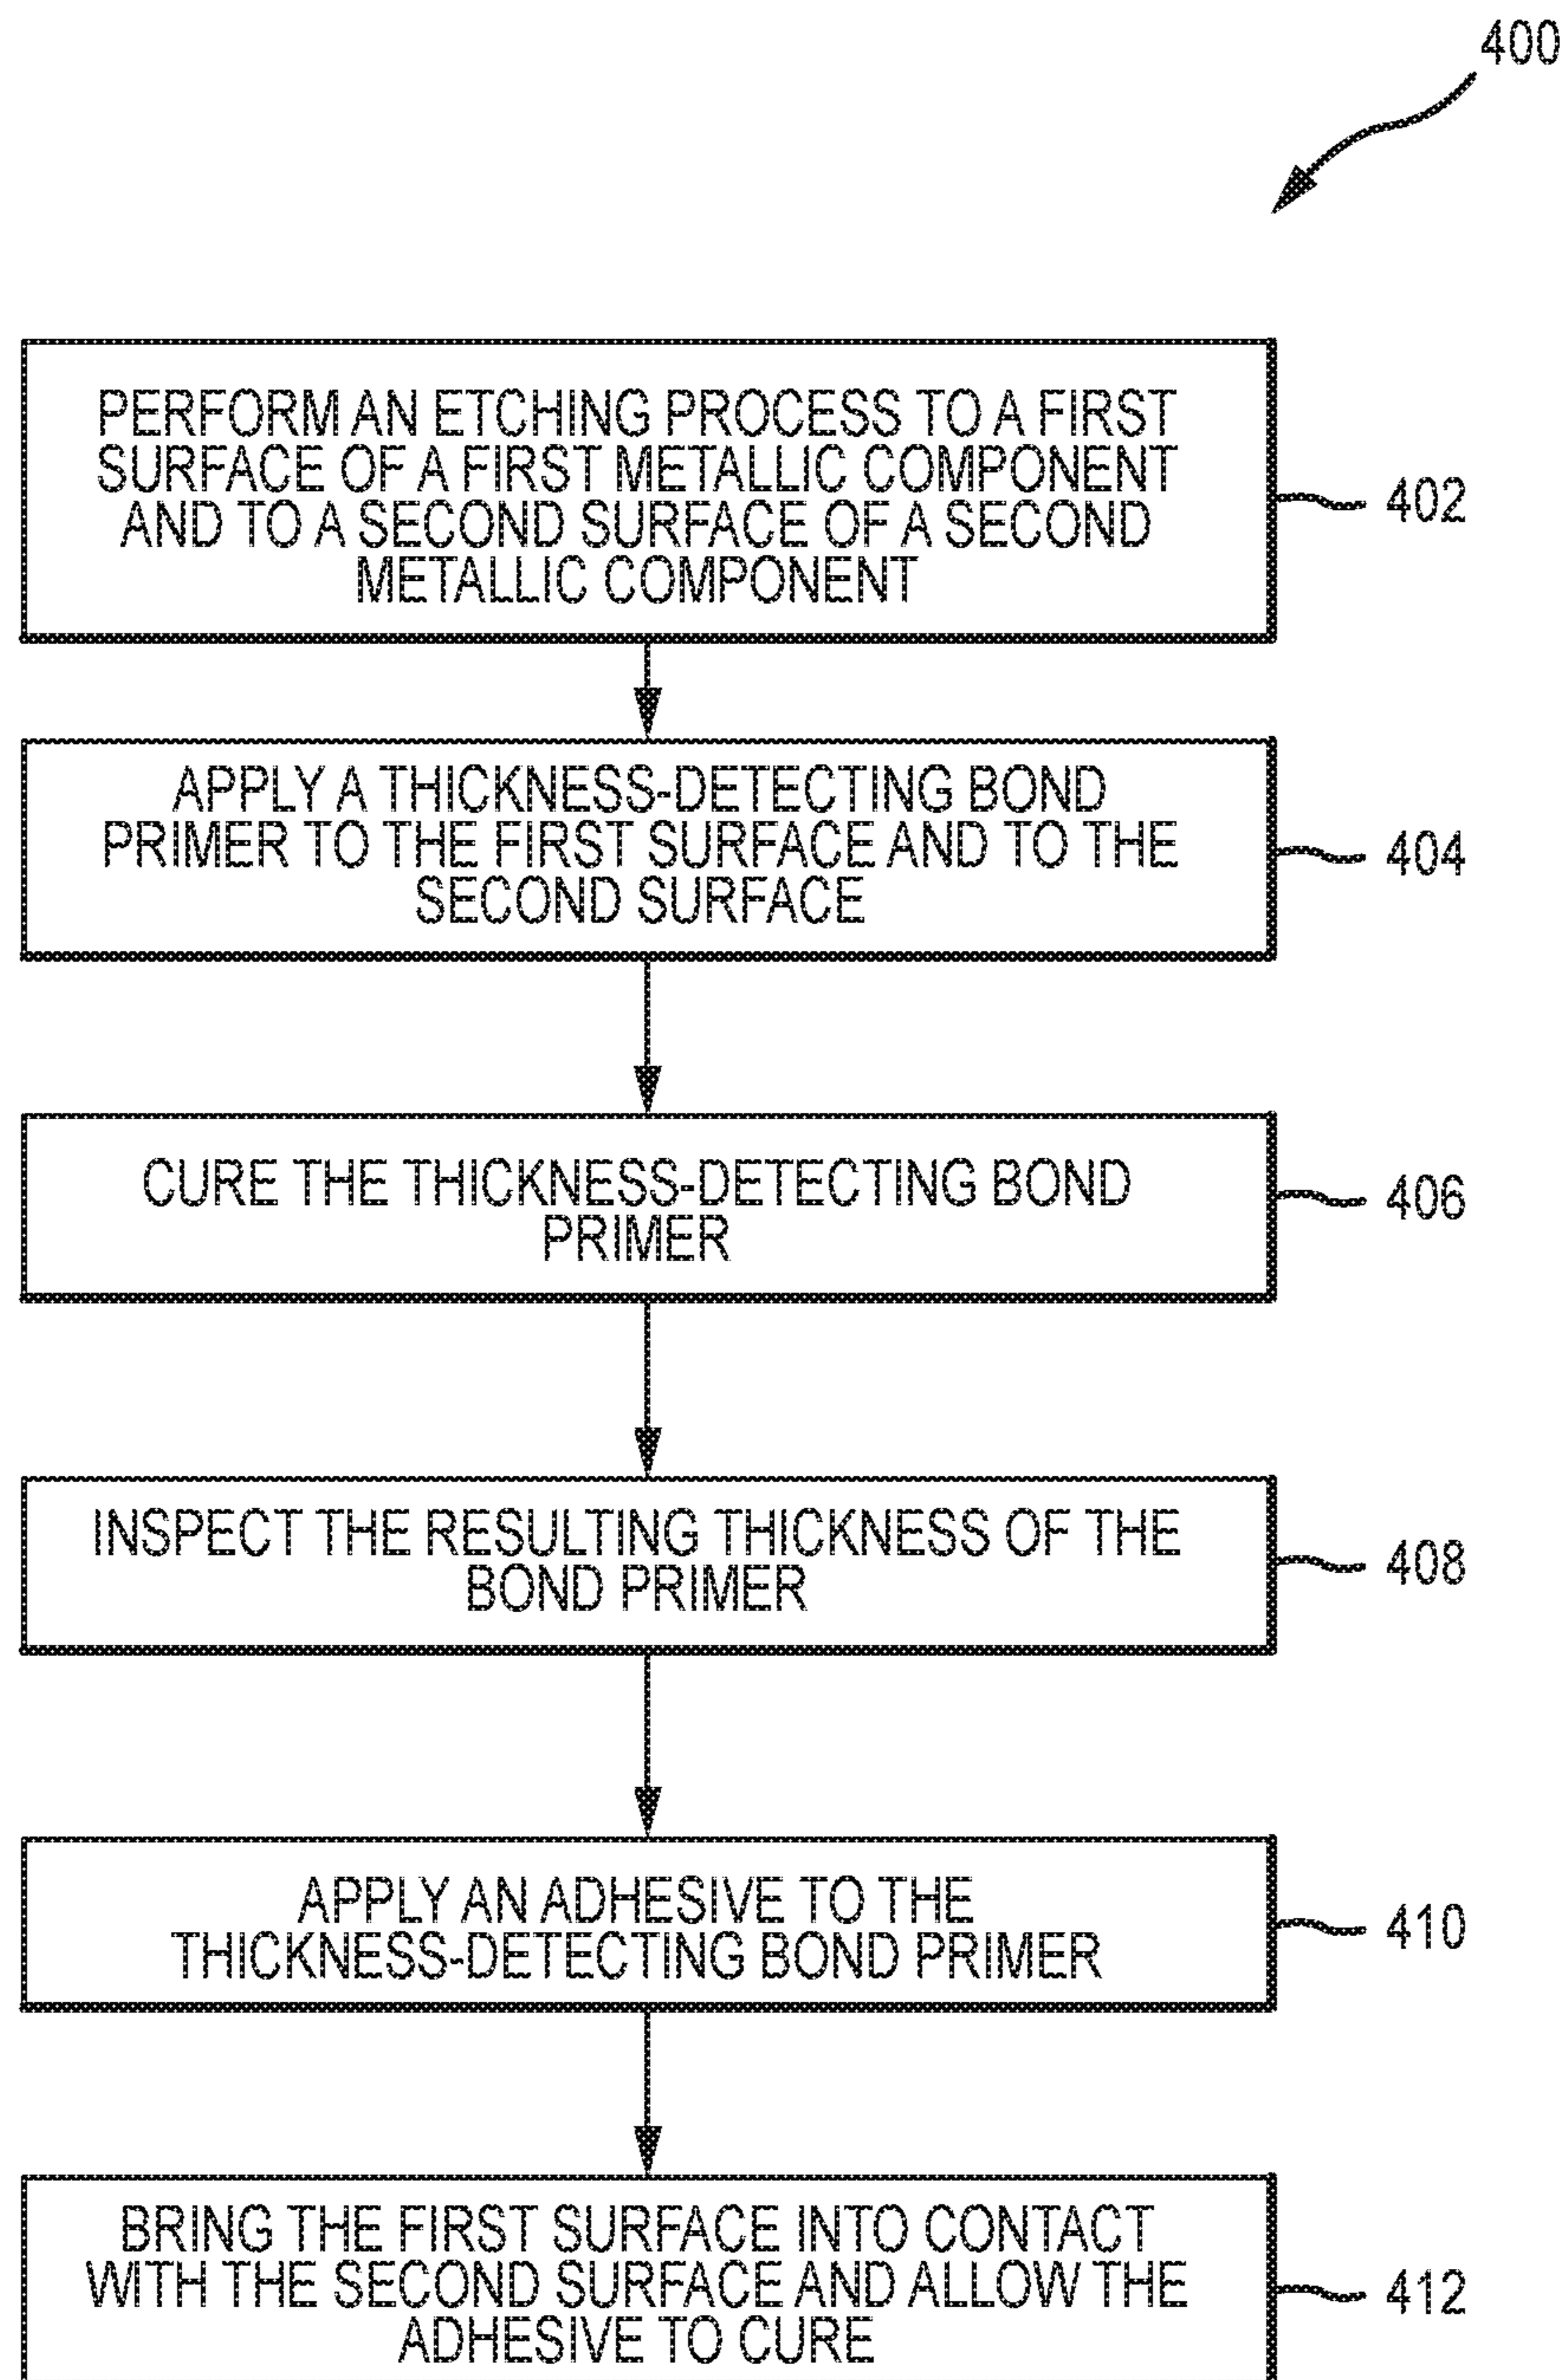 400
PERFORM AN ETCHING PROCESS TO A FIRST
SURFACE OF A FIRST METALLIC COMPONENT
AND TO A SECOND SURFACE OF A SECOND
METALLIC COMPONENT
402
APPLY A THICKNESS-DETECTING BOND
PRIMER TO THE FIRST SURFACE AND TO THE
SECOND SURFACE
404
CURE THE THICKNESS-DETECTING BOND
PRIMER
406
INSPECT THE RESULTING THICKNESS OF THE
BOND PRIMER
408
APPLY AN ADHESIVE TO THE
THICKNESS-DETECTING BOND PRIMER
410
BRING THE FIRST SURFACE INTO CONTACT
WITH THE SECOND SURFACE AND ALLOW THE
ADHESIVE TO CURE
412